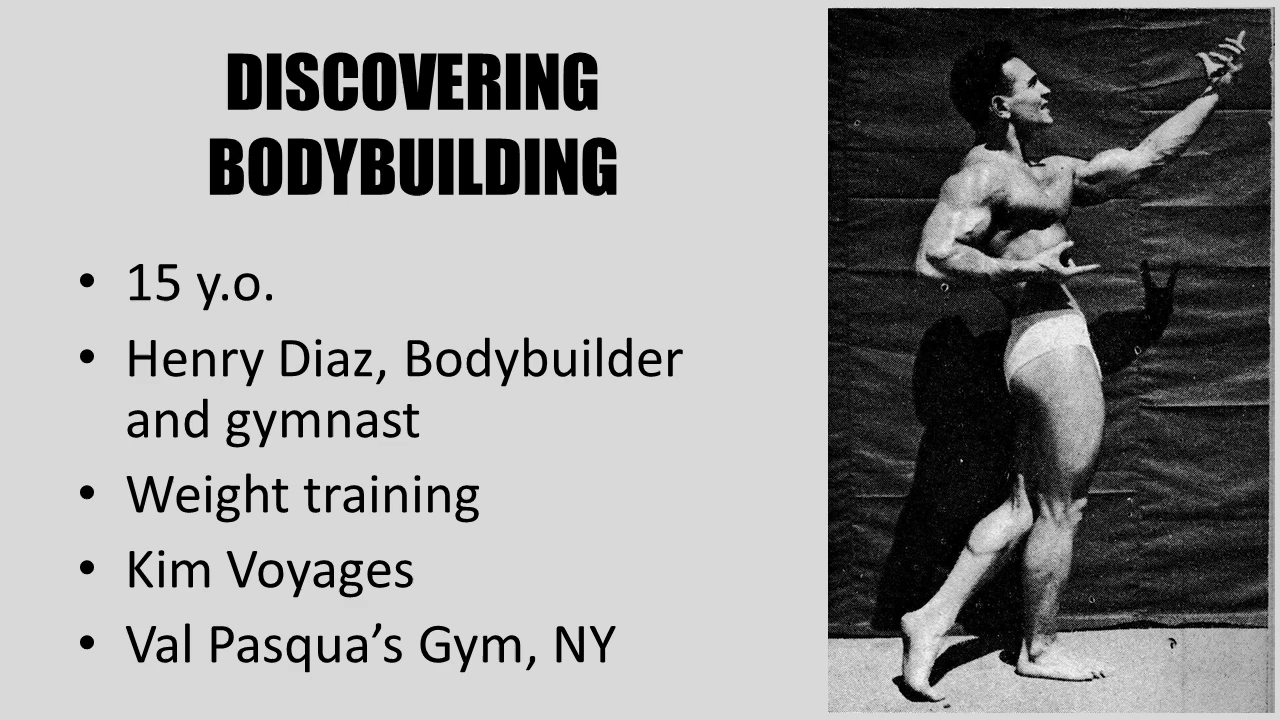 DISCOVERING
BODYBUILDING
• 15 y.o.
• Henry Diaz, Bodybuilder
and gymnast
• Weight training
• Kim Voyages
• Val Pasqua’s Gym, NY